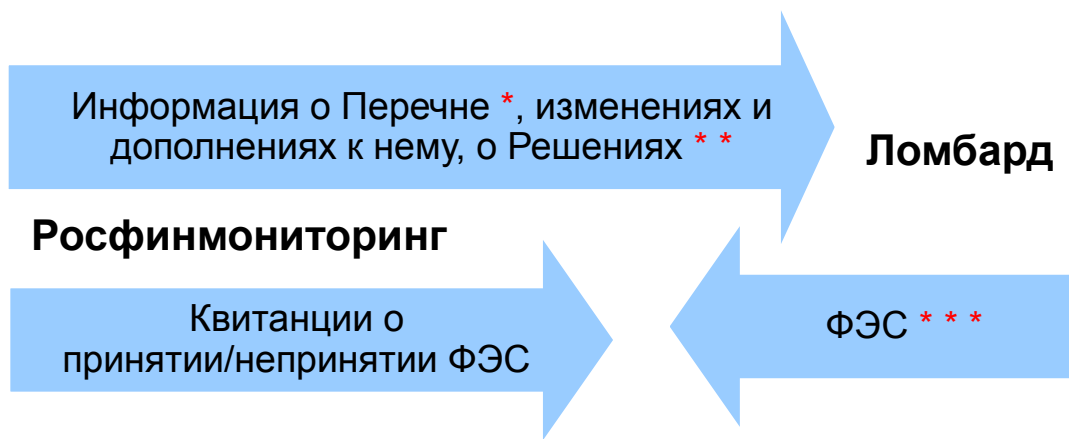 Информация о Перечне *, изменениях и
дополнениях к нему, о Решениях * *
Ломбард
Росфинмониторинг
Квитанции о
принятии/непринятии ФЭС
ФЭС * * *